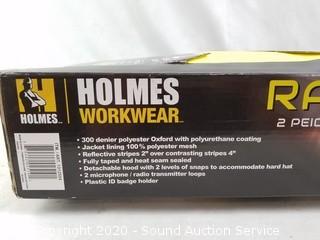 HOLMES
WORKWEAR™
HOLMES
RA
2 PEIC
• 300 denier polyester Oxford with polyurethane coating
• Jacket lining 100% polyester mesh
• Reflective stripes 2" over contrasting stripes 4"
• Fully taped and heat seam sealed
• Detachable hood with 2 levels of snaps to accommodate hard hat
• 2 microphone / radio transmitter loops
• Plastic ID badge holder
Copyright 2020 - Sound Auction Service